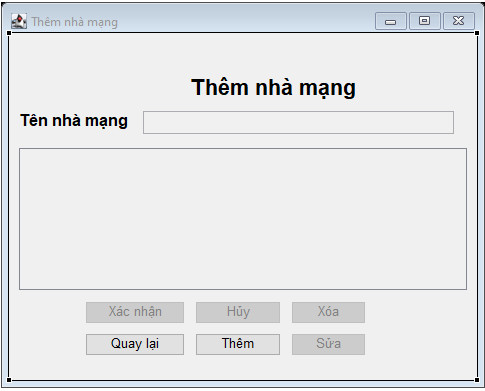 Thêm nhà mạng
Thêm nhà mạng
Tên nhà mạng
Xác nhận Hủy Xóa
Quay lại Thêm Sửa